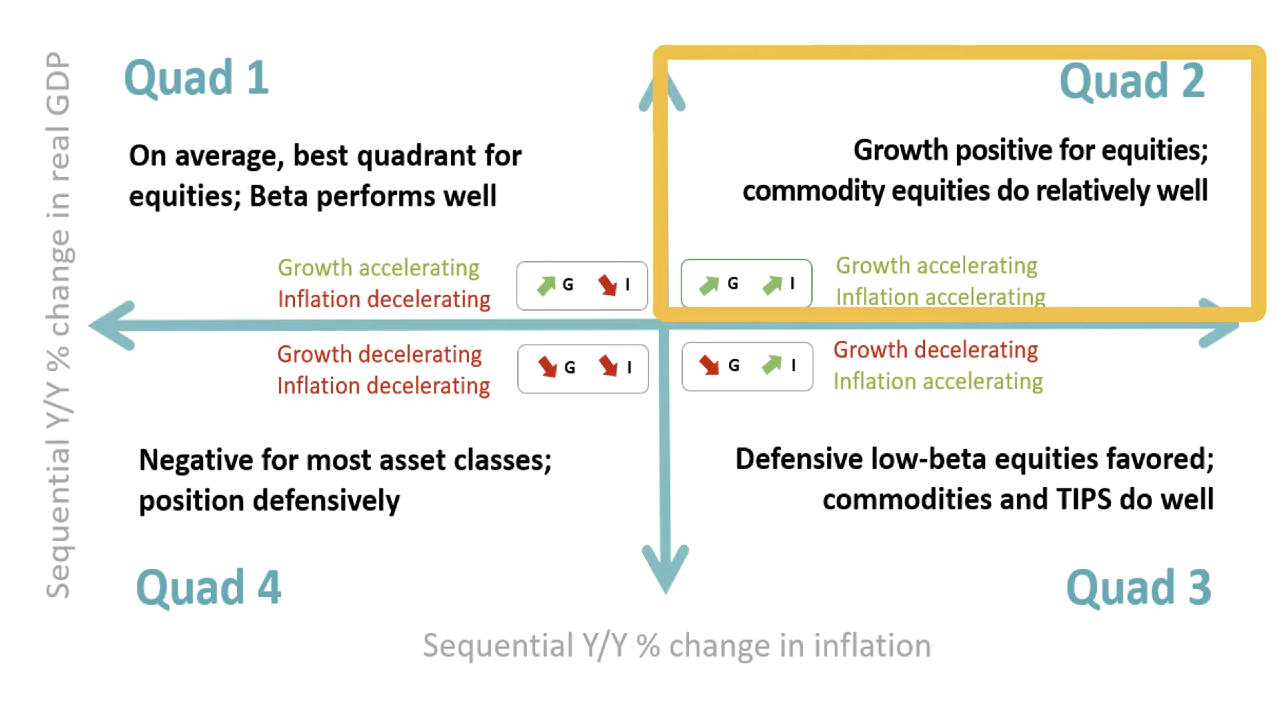 Sequential Y/Y % change in real GDP
Quad 1
On average, best quadrant for
equities; Beta performs well
Growth accelerating
Inflation decelerating
G I
Quad 2
Growth positive for equities;
commodity equities do relatively well
G I
Growth accelerating
Inflation accelerating
Growth decelerating
Inflation decelerating
G I
Negative for most asset classes;
position defensively
Quad 4
G I
Growth decelerating
Inflation accelerating
Defensive low-beta equities favored;
commodities and TIPS do well
Quad 3
Sequential Y/Y % change in inflation